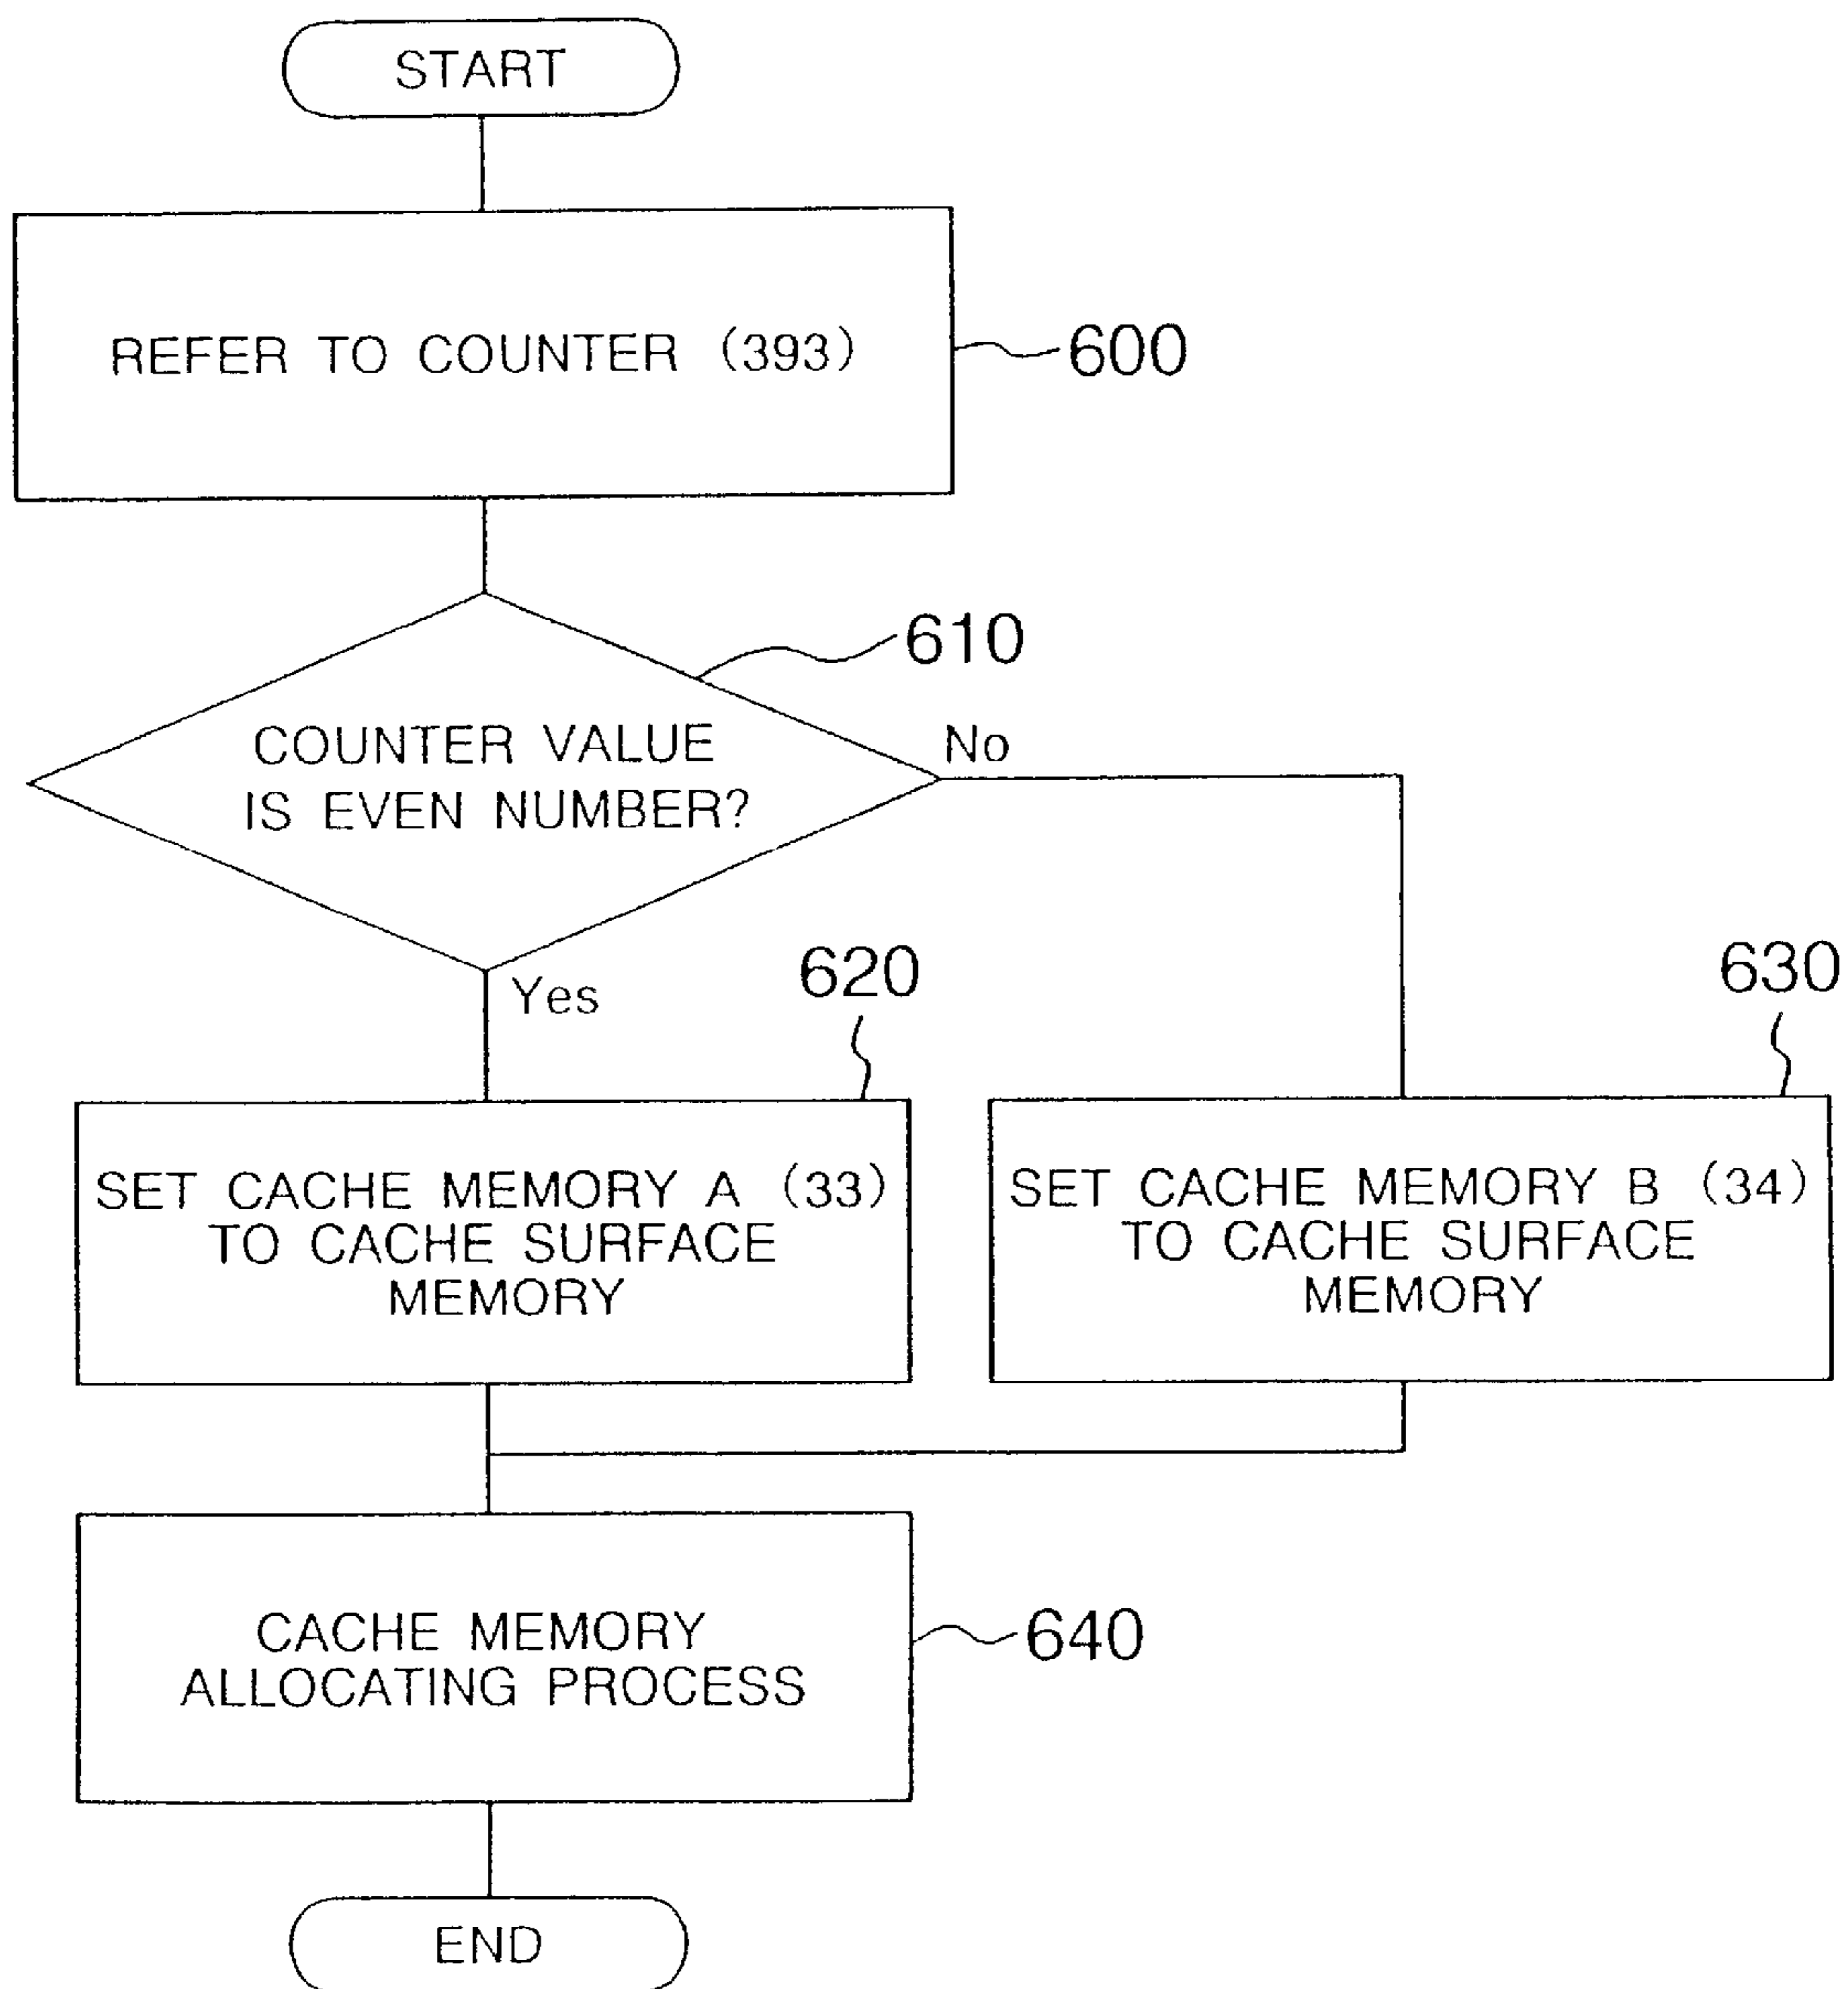 START
REFER TO COUNTER (393)
600
610
COUNTER VALUE
IS EVEN NUMBER?
No
Yes
620
630
SET CACHE MEMORY A (33)
TO CACHE SURFACE
MEMORY
SET CACHE MEMORY B (34)
TO CACHE SURFACE
MEMORY
CACHE MEMORY
ALLOCATING PROCESS
640
END